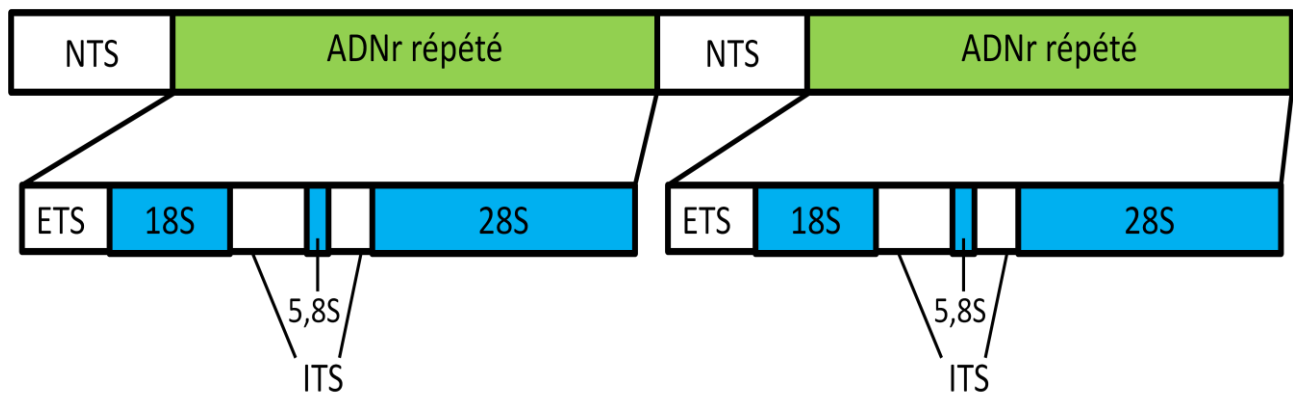 NTS ADNr répété NTS ADNr répété
ETS 18S 28S ETS 18S 28S
5,8S 5,8S
ITS ITS